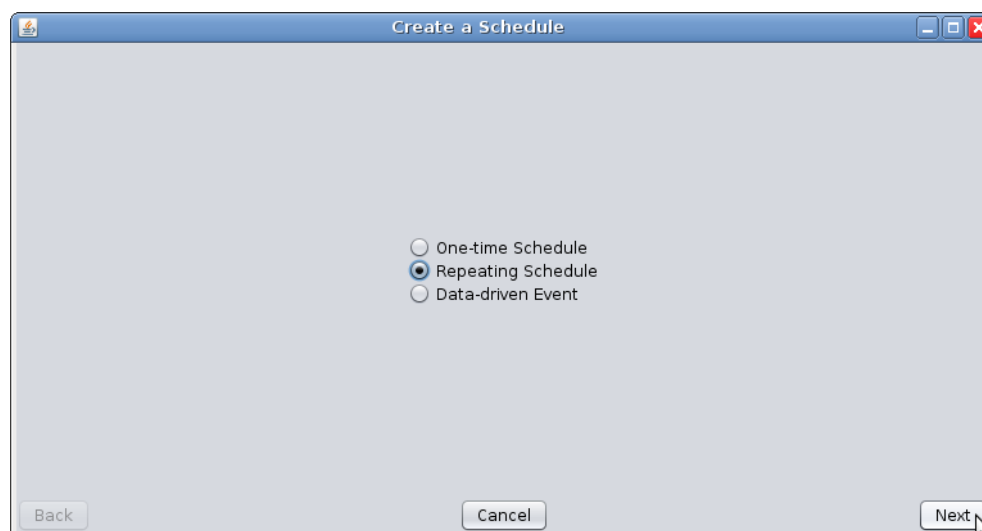 Create a Schedule
One-time Schedule
Repeating Schedule
Data-driven Event
Back
Cancel
Next